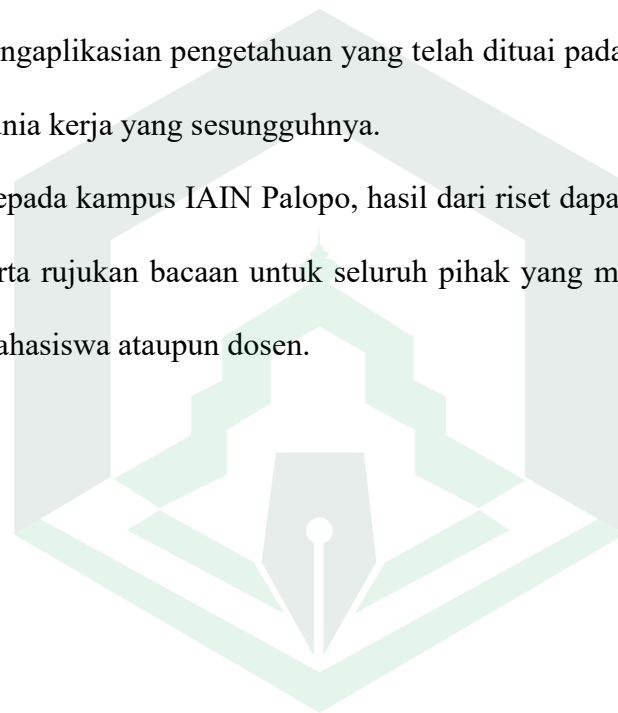 ngaplikasian pengetahuan yang telah dituai pada
nia kerja yang sesungguhnya.
epada kampus IAIN Palopo, hasil dari riset dapa
rta rujukan bacaan untuk seluruh pihak yang m
ahasiswa ataupun dosen.